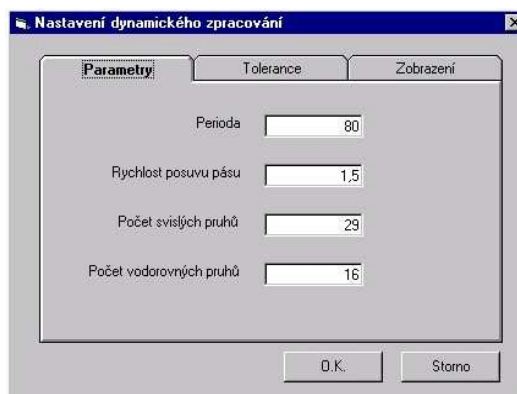 Nastavení dynamického zpracování
Parametry Tolerance Zobrazení
Perioda 80
Rychlost posuvu pásu 1,5
Počet svislých pruhů 29
Počet vodorovných pruhů 16
O.K. Storno